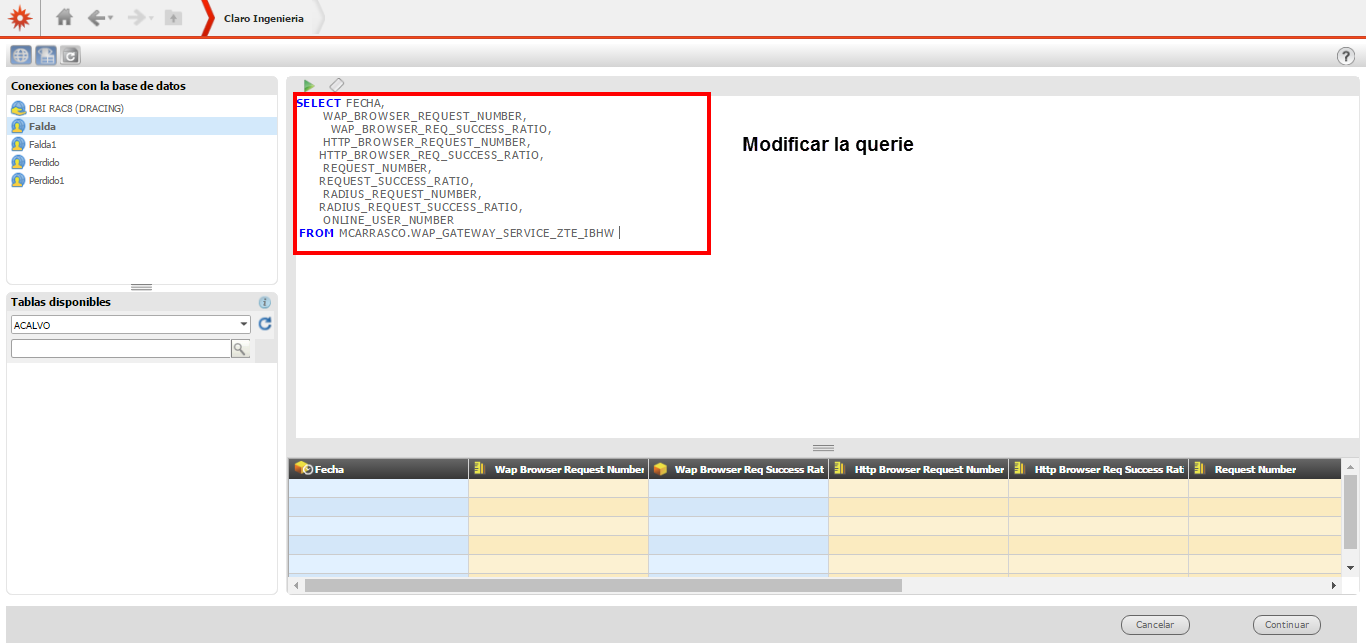 Claro Ingenieria
?
Conexiones con la base de datos
DBI RAC8 (DRACING)
Falda
Falda1
Perdido
Perdido1
Tablas disponibles
i
ACALVO
SELECT FECHA,
WAP_BROWSER_REQUEST_NUMBER,
WAP_BROWSER_REQ_SUCCESS_RATIO,
HTTP_BROWSER_REQUEST_NUMBER,
HTTP_BROWSER_REQ_SUCCESS_RATIO,
REQUEST_NUMBER,
REQUEST_SUCCESS_RATIO,
RADIUS_REQUEST_NUMBER,
RADIUS_REQUEST_SUCCESS_RATIO,
ONLINE_USER_NUMBER
FROM MCARRASCO.WAP_GATEWAY_SERVICE_ZTE_IBHW
Modificar la querie
Fecha Wap Browser Request Number Wap Browser Req Success Rat Http Browser Request Number Http Browser Req Success Rati Request Number
Cancelar Continuar